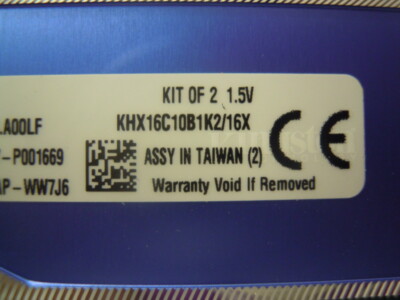 KIT OF 2 1.5V
LA00LF KHX16C10B1K2/16X
-P001669 ASSY IN TAIWAN (2) CE
AP-WW7J6 Warranty Void If Removed